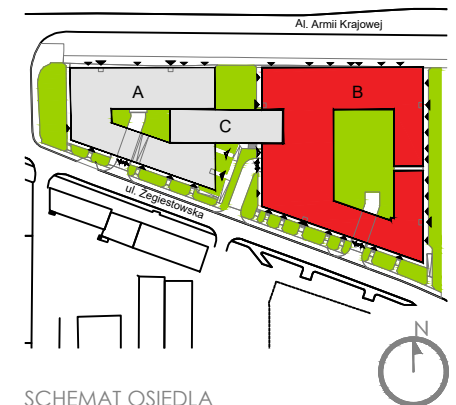 Al. Armii Krajowej
A
B
C
ul. Żegiestowska
N
SCHEMAT OSIEDLA